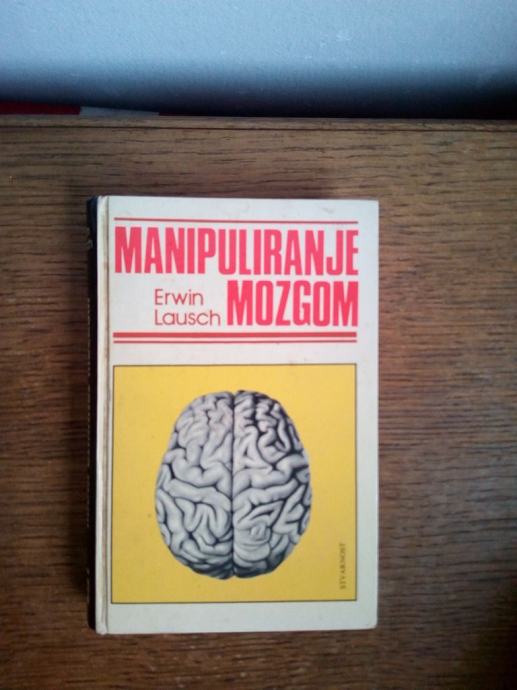 MANIPULIRANJE
Erwin
Lausch
MOZGOM
STVARNOST